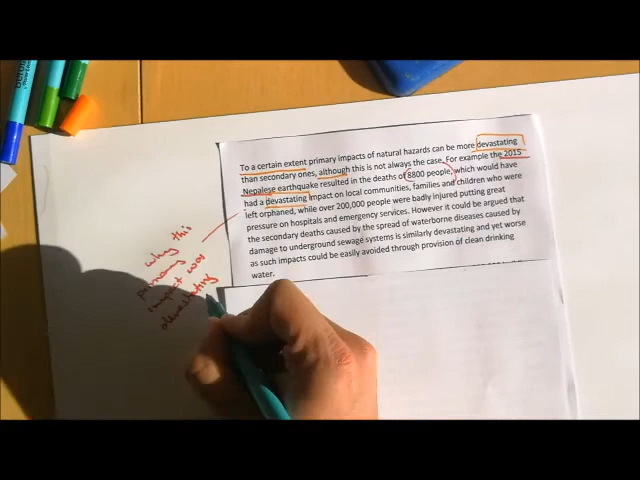 To a certain extent primary impacts of natural hazards can be more devastating
than secondary ones, although this is not always the case. For example the 2015
Nepalese earthquake resulted in the deaths of 8800 people, which would have
had a devastating impact on local communities, families and children who were
left orphaned, while over 200,000 people were badly injured putting great
pressure on hospitals and emergency services. However it could be argued that
the secondary deaths caused by the spread of waterborne diseases caused by
damage to underground sewage systems is similarly devastating and yet worse
as such impacts could be easily avoided through provision of clean drinking
water.
why this
primary
impact was
devastating